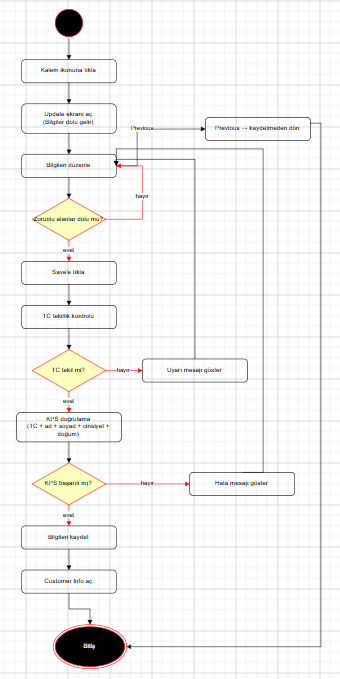 Kalem ikonuna tıkla
Update ekranı aç
(Bilgiler dolu gelir)
Previous
Previous → kaydetmeden dön
Bilgileri düzenle
hayır
Zorunlu alanlar dolu mu?
evet
Save'e tıkla
TC tekillik kontrolü
TC tekil mi?
hayır
Uyarı mesajı göster
evet
KPS doğrulama
(TC + ad + soyad + cinsiyet +
doğum)
KPS başarılı mı?
hayır
Hata mesajı göster
evet
Bilgileri kaydet
Customer Info aç
Bitiş